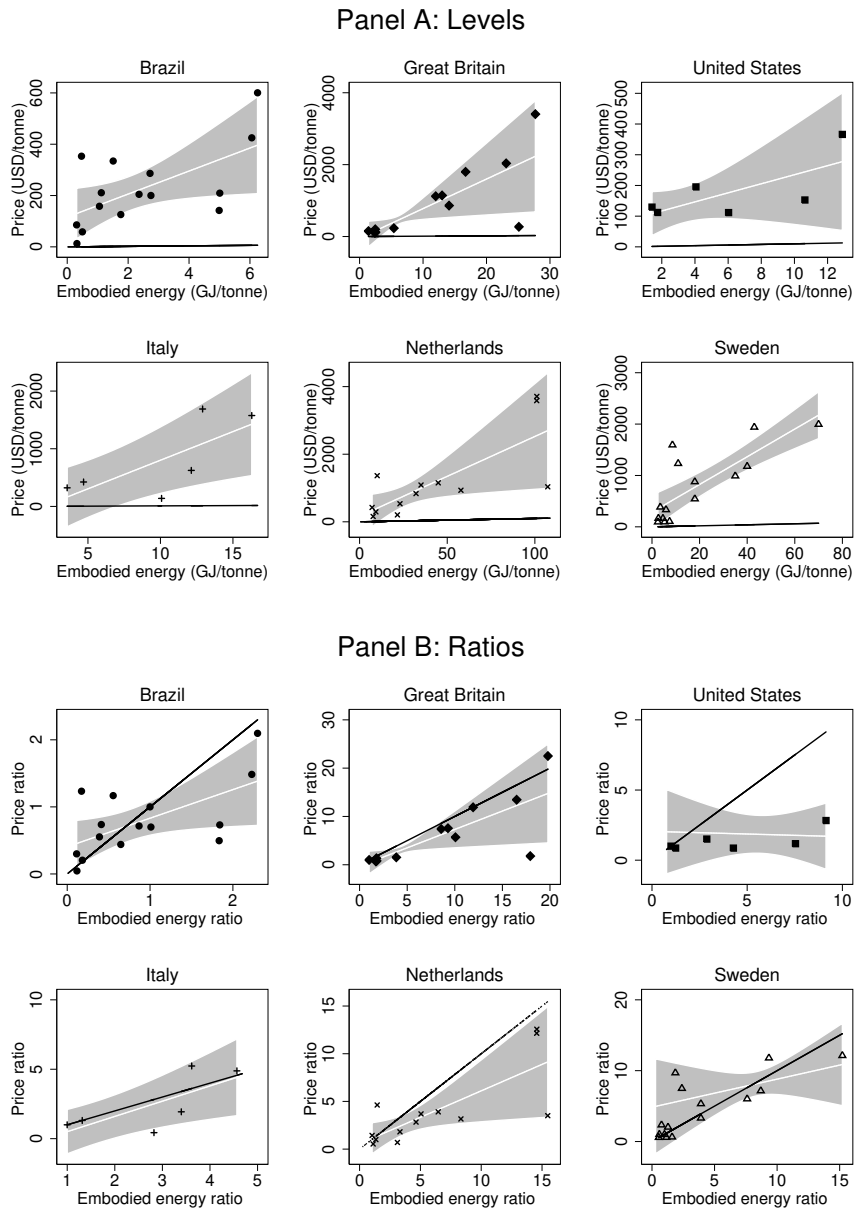 Panel A: Levels
Brazil
Price (USD/tonne)
0 200 400 600
0 2 4 6
Embodied energy (GJ/tonne)
Great Britain
Price (USD/tonne)
0 2000 4000
0 10 20 30
Embodied energy (GJ/tonne)
United States
Price (USD/tonne)
0 100 200 300 400 500
2 4 6 8 10 12
Embodied energy (GJ/tonne)
Italy
Price (USD/tonne)
0 1000 2000
5 10 15
Embodied energy (GJ/tonne)
Netherlands
Price (USD/tonne)
0 2000 4000
0 50 100
Embodied energy (GJ/tonne)
Sweden
Price (USD/tonne)
0 1000 2000 3000
0 20 40 60 80
Embodied energy (GJ/tonne)
Panel B: Ratios
Brazil
Price ratio
0 1 2
0 1 2
Embodied energy ratio
Great Britain
Price ratio
0 10 20 30
0 5 10 15 20
Embodied energy ratio
United States
Price ratio
0 5 10
0 5 10
Embodied energy ratio
Italy
Price ratio
0 5 10
1 2 3 4 5
Embodied energy ratio
Netherlands
Price ratio
0 5 10 15
0 5 10 15
Embodied energy ratio
Sweden
Price ratio
0 10 20
0 5 10 15
Embodied energy ratio